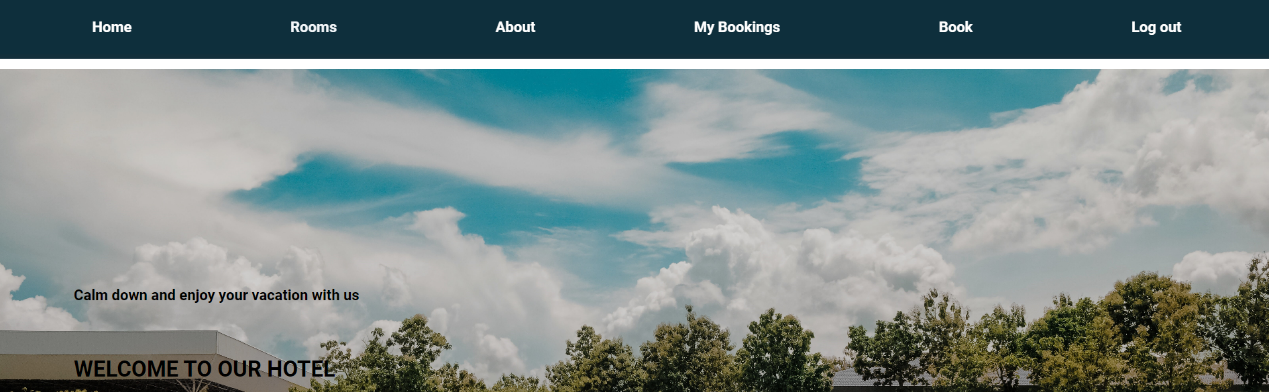 Home Rooms About My Bookings Book Log out
Calm down and enjoy your vacation with us
WELCOME TO OUR HOTEL